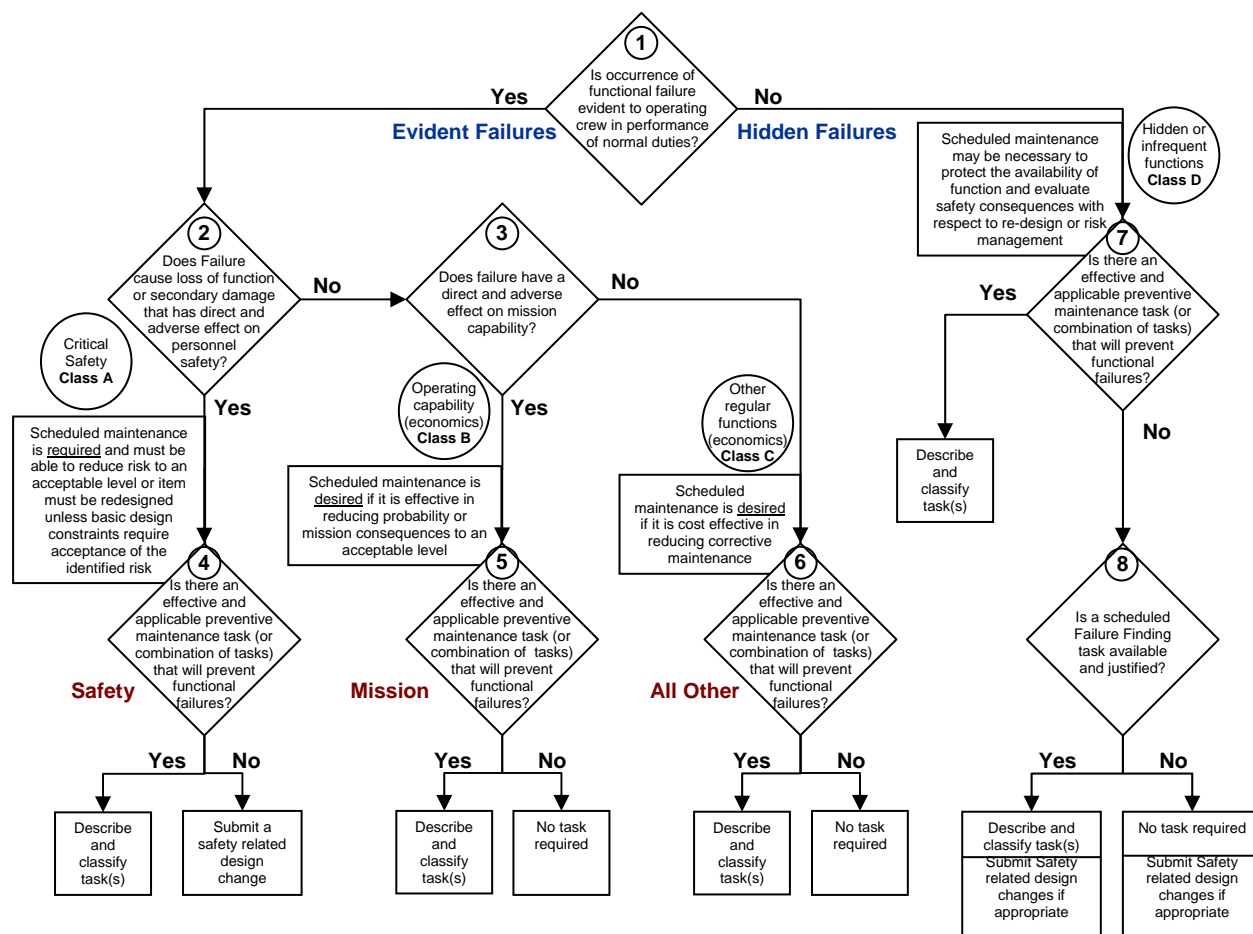 1
Is occurrence of
functional failure
evident to operating
crew in performance
of normal duties?
Yes
No
Evident Failures
Hidden Failures
Scheduled maintenance
may be necessary to
protect the availability of
function and evaluate
safety consequences with
respect to re-design or risk
management
Hidden or
infrequent
functions
Class D
2
Does Failure
cause loss of function
or secondary damage
that has direct and
adverse effect on
personnel safety?
No
3
Does failure have a
direct and adverse
effect on mission
capability?
No
7
Is there an
effective and
applicable preventive
maintenance task (or
combination of tasks)
that will prevent
functional
failures?
Yes
No
Describe
and
classify
task(s)
Critical
Safety
Class A
Yes
Operating
capability
(economics)
Class B
Yes
Other
regular
functions
(economics)
Class C
Scheduled maintenance
is required and must be
able to reduce risk to an
acceptable level or item
must be redesigned
unless basic design
constraints require
acceptance of the
identified risk
Scheduled maintenance is
desired if it is effective in
reducing probability or
mission consequences to an
acceptable level
Scheduled
maintenance is desired
if it is cost effective in
reducing corrective
maintenance
4
Is there an
effective and
applicable preventive
maintenance task (or
combination of tasks)
that will prevent
functional
failures?
Safety
5
Is there an
effective and
applicable preventive
maintenance task (or
combination of tasks)
that will prevent
functional
failures?
Mission
6
Is there an
effective and
applicable preventive
maintenance task (or
combination of tasks)
that will prevent
functional
failures?
All Other
8
Is a scheduled
Failure Finding
task available
and justified?
Yes
No
Describe
and
classify
task(s)
Submit a
safety related
design
change
Yes
No
Describe
and
classify
task(s)
No task
required
Yes
No
Describe
and
classify
task(s)
No task
required
Yes
No
Describe and
classify task(s)
Submit Safety
related design
changes if
appropriate
No task required
Submit Safety
related design
changes if
appropriate